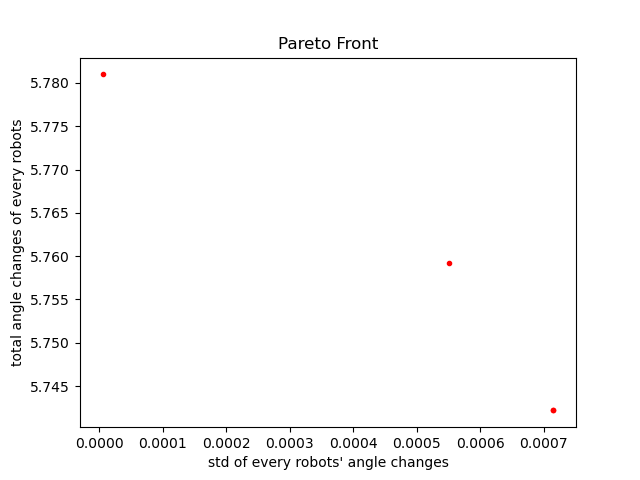 Pareto Front
total angle changes of every robots
5.780
5.775
5.770
5.765
5.760
5.755
5.750
5.745
0.0000 0.0001 0.0002 0.0003 0.0004 0.0005 0.0006 0.0007
std of every robots' angle changes